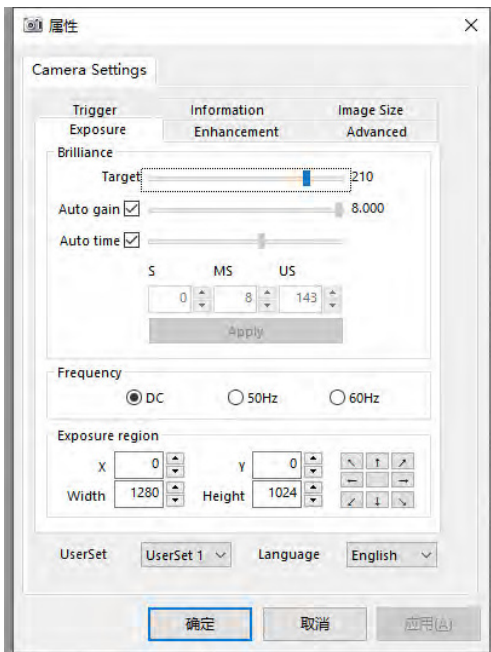 属性
Camera Settings
Trigger Information Image Size
Exposure Enhancement Advanced
Brilliance
Target 210
Auto gain 8.000
Auto time
S MS US
0 8 143
Apply
Frequency
DC 50Hz 60Hz
Exposure region
X 0 Y 0
Width 1280 Height 1024
UserSet UserSet 1 Language English
确定 取消 应用(A)